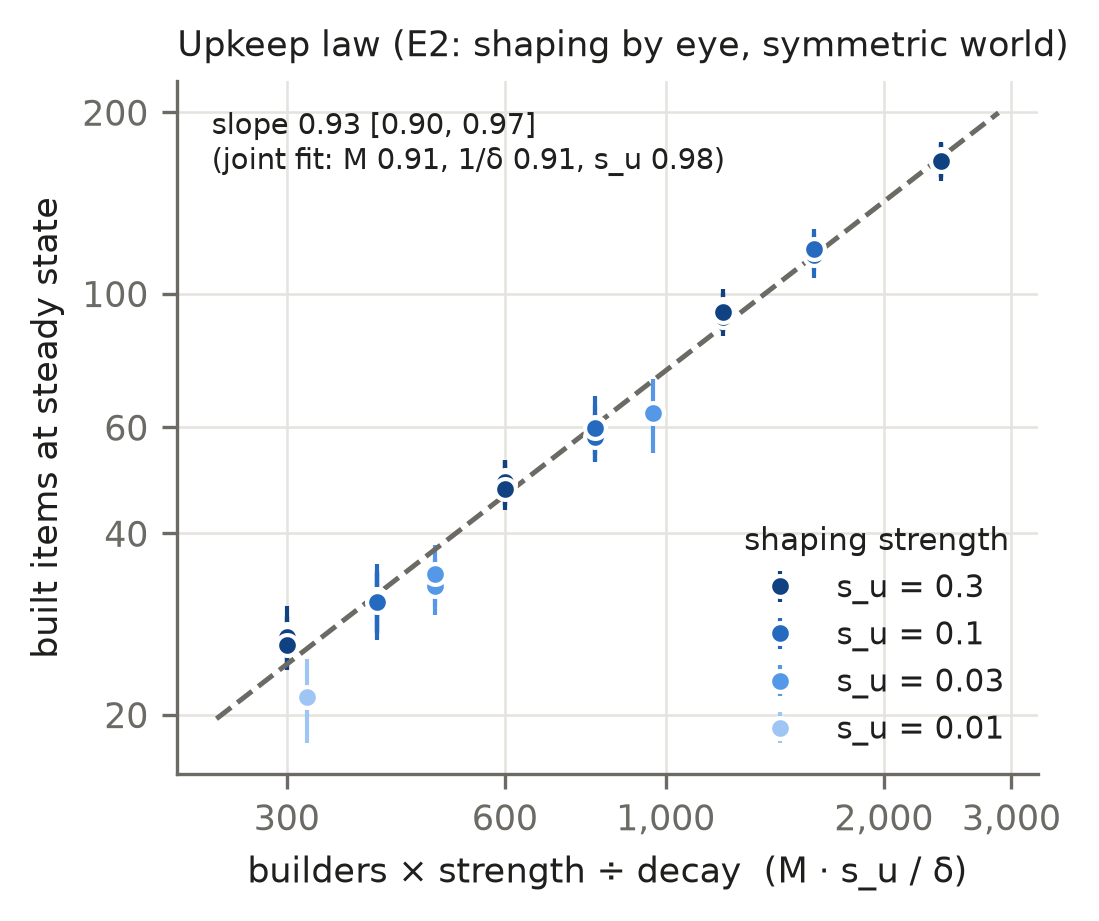 Upkeep law (E2: shaping by eye, symmetric world)
slope 0.93 [0.90, 0.97]
(joint fit: M 0.91, 1/δ 0.91, s_u 0.98)
built items at steady state
200
100
60
40
20
shaping strength
s_u = 0.3
s_u = 0.1
s_u = 0.03
s_u = 0.01
300
600
1,000
2,000
3,000
builders × strength ÷ decay (M · s_u / δ)